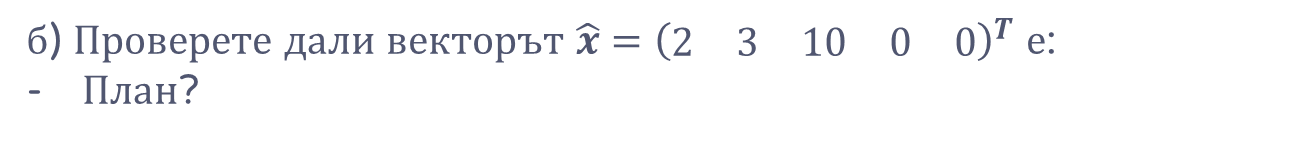 б) Проверете дали векторът x̂ = (2 3 10 0 0)ᵀ е:
- План?